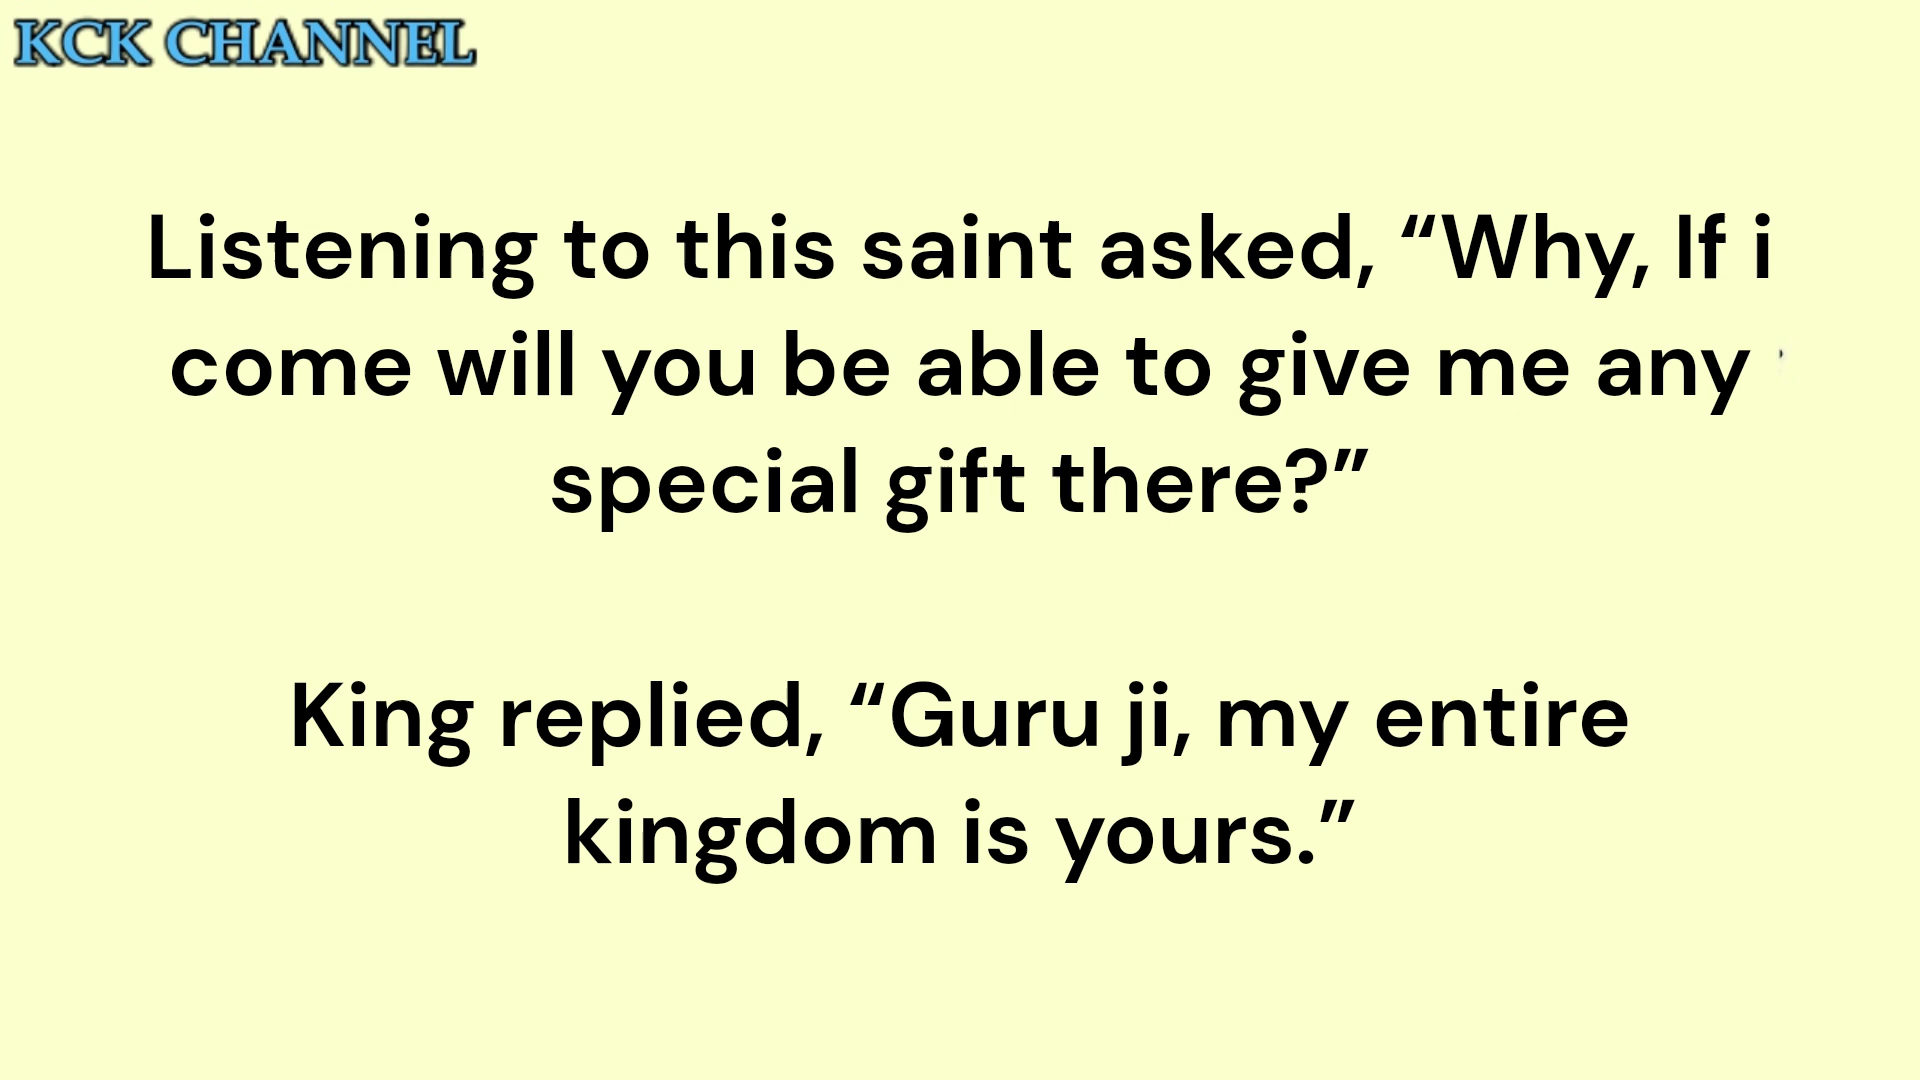 KCK CHANNEL
Listening to this saint asked, “Why, If i
come will you be able to give me any
special gift there?”
King replied, “Guru ji, my entire
kingdom is yours.”